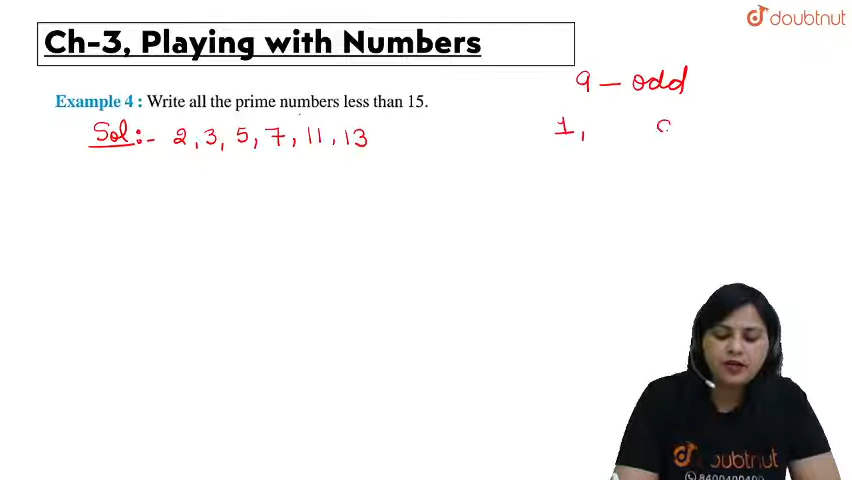 doubtnut
Ch-3, Playing with Numbers
9 - odd
Example 4 : Write all the prime numbers less than 15.
Sol:- 2, 3, 5, 7, 11, 13
1,
doubtnut
8400400400